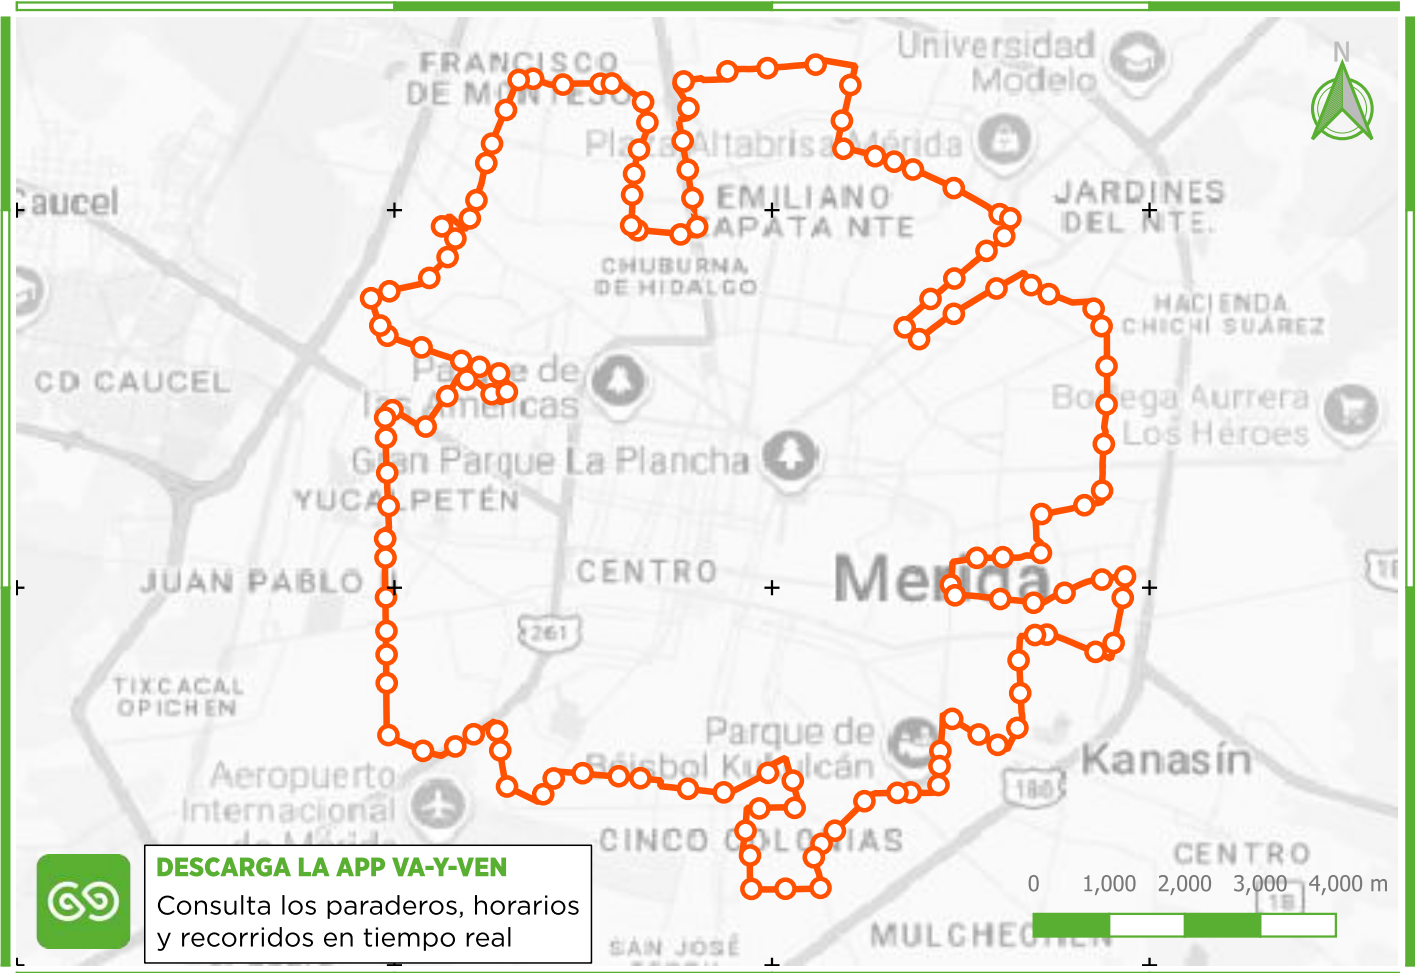 FRANCISCO
DE MONTEJO
Universidad
Modelo
N
Plaza Altabrisa Mérida
Caucel
EMILIANO
ZAPATA NTE
JARDINES
DEL NTE.
CHUBURNA
DE HIDALGO
HACIENDA
CHICHÍ SUÁREZ
CD CAUCEL
Parque de
las Américas
Bodega Aurrera
Los Héroes
Gran Parque La Plancha
YUCALPETÉN
JUAN PABLO
CENTRO
Mérida
261
TIXCACAL
OPICHEN
Parque de
Béisbol Kukulcán
Kanasín
180
Aeropuerto
Internacional
de Mérida
CINCO COLONIAS
CENTRO
DESCARGA LA APP VA-Y-VEN
Consulta los paraderos, horarios
y recorridos en tiempo real
0 1,000 2,000 3,000 4,000 m
18
MULCHECHEN
SAN JOSÉ